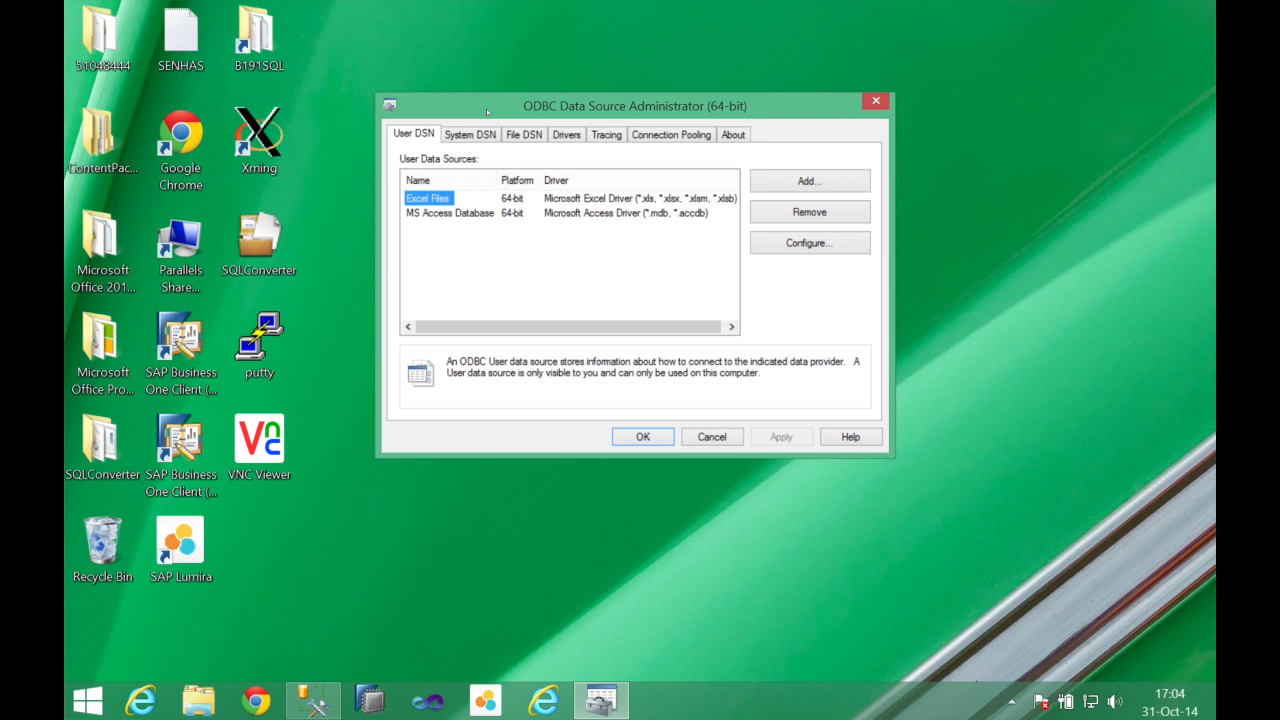 51048444
SENHAS
B191SQL
ODBC Data Source Administrator (64-bit)
User DSN
System DSN
File DSN
Drivers
Tracing
Connection Pooling
About
User Data Sources:
Name
Platform
Driver
Excel Files
64-bit
Microsoft Excel Driver (*.xls, *.xlsx, *.xlsm, *.xlsb)
MS Access Database
64-bit
Microsoft Access Driver (*.mdb, *.accdb)
Add...
Remove
Configure...
An ODBC User data source stores information about how to connect to the indicated data provider. A
User data source is only visible to you and can only be used on this computer.
OK
Cancel
Apply
Help
ContentPac...
Google
Chrome
Xming
Microsoft
Office 201...
Parallels
Share...
SQLConverter
Microsoft
Office Pro...
SAP Business
One Client (...
putty
SQLConverter
SAP Business
One Client (...
VNC Viewer
Recycle Bin
SAP Lumira
17:04
31-Oct-14